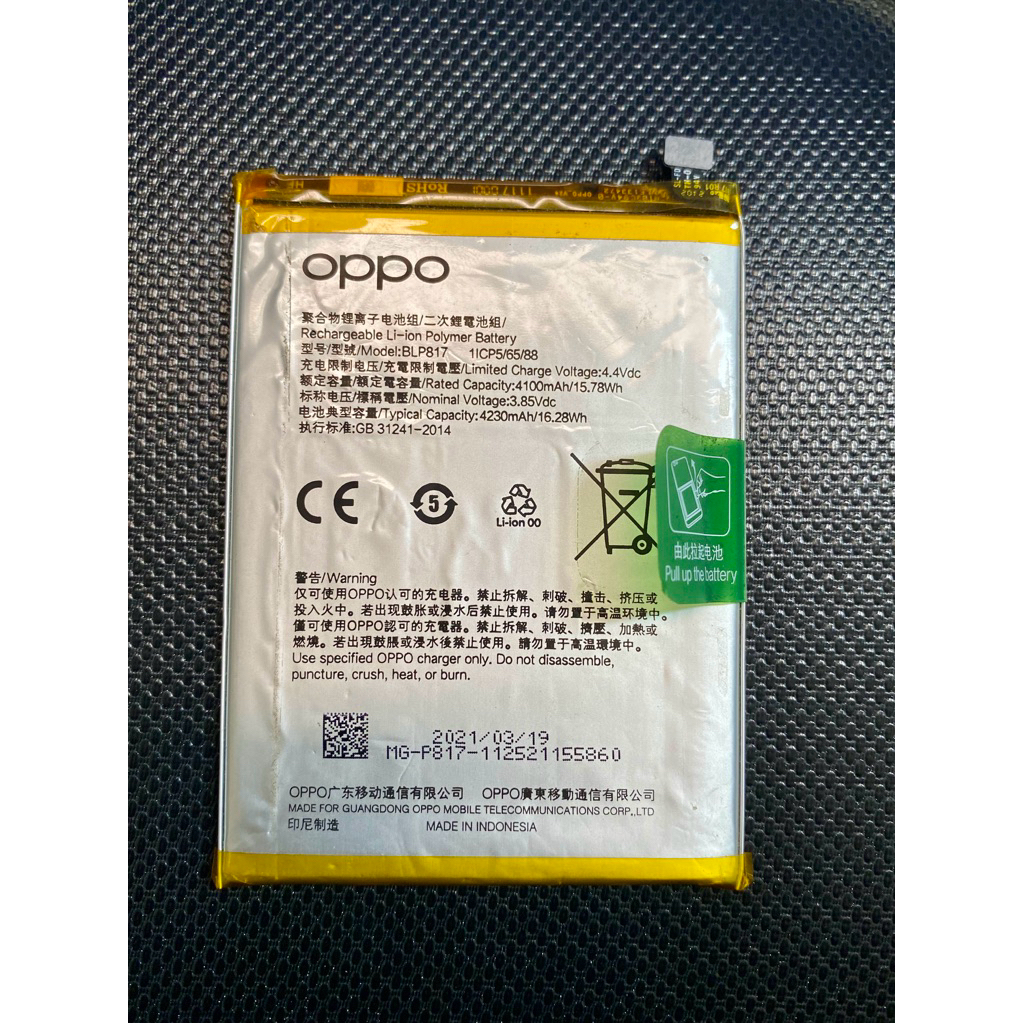 RoHS
oppo
聚合物锂离子电池组/二次鋰電池組/
Rechargeable Li-ion Polymer Battery
型号/型號/Model:BLP817 1ICP5/65/88
充电限制电压/充電限制電壓/Limited Charge Voltage:4.4Vdc
额定容量/額定電容量/Rated Capacity:4100mAh/15.78Wh
标称电压/標稱電壓/Nominal Voltage:3.85Vdc
电池典型容量/Typical Capacity:4230mAh/16.28Wh
执行标准:GB 31241-2014
CE
5
Li-ion 00
由此拉起电池
Pull up the battery
警告/Warning
仅可使用OPPO认可的充电器。禁止拆解、刺破、撞击、挤压或
投入火中。若出现鼓胀或浸水后禁止使用。请勿置于高温环境中。
僅可使用OPPO認可的充電器。禁止拆解、刺破、擠壓、加熱或
燃燒。若出現鼓脹或浸水後禁止使用。請勿置于高溫環境中。
Use specified OPPO charger only. Do not disassemble,
puncture, crush, heat, or burn.
2021/03/19
MG-P817-112521155860
OPPO广东移动通信有限公司 OPPO廣東移動通信有限公司
MADE FOR GUANGDONG OPPO MOBILE TELECOMMUNICATIONS CORP.,LTD
印尼制造 MADE IN INDONESIA